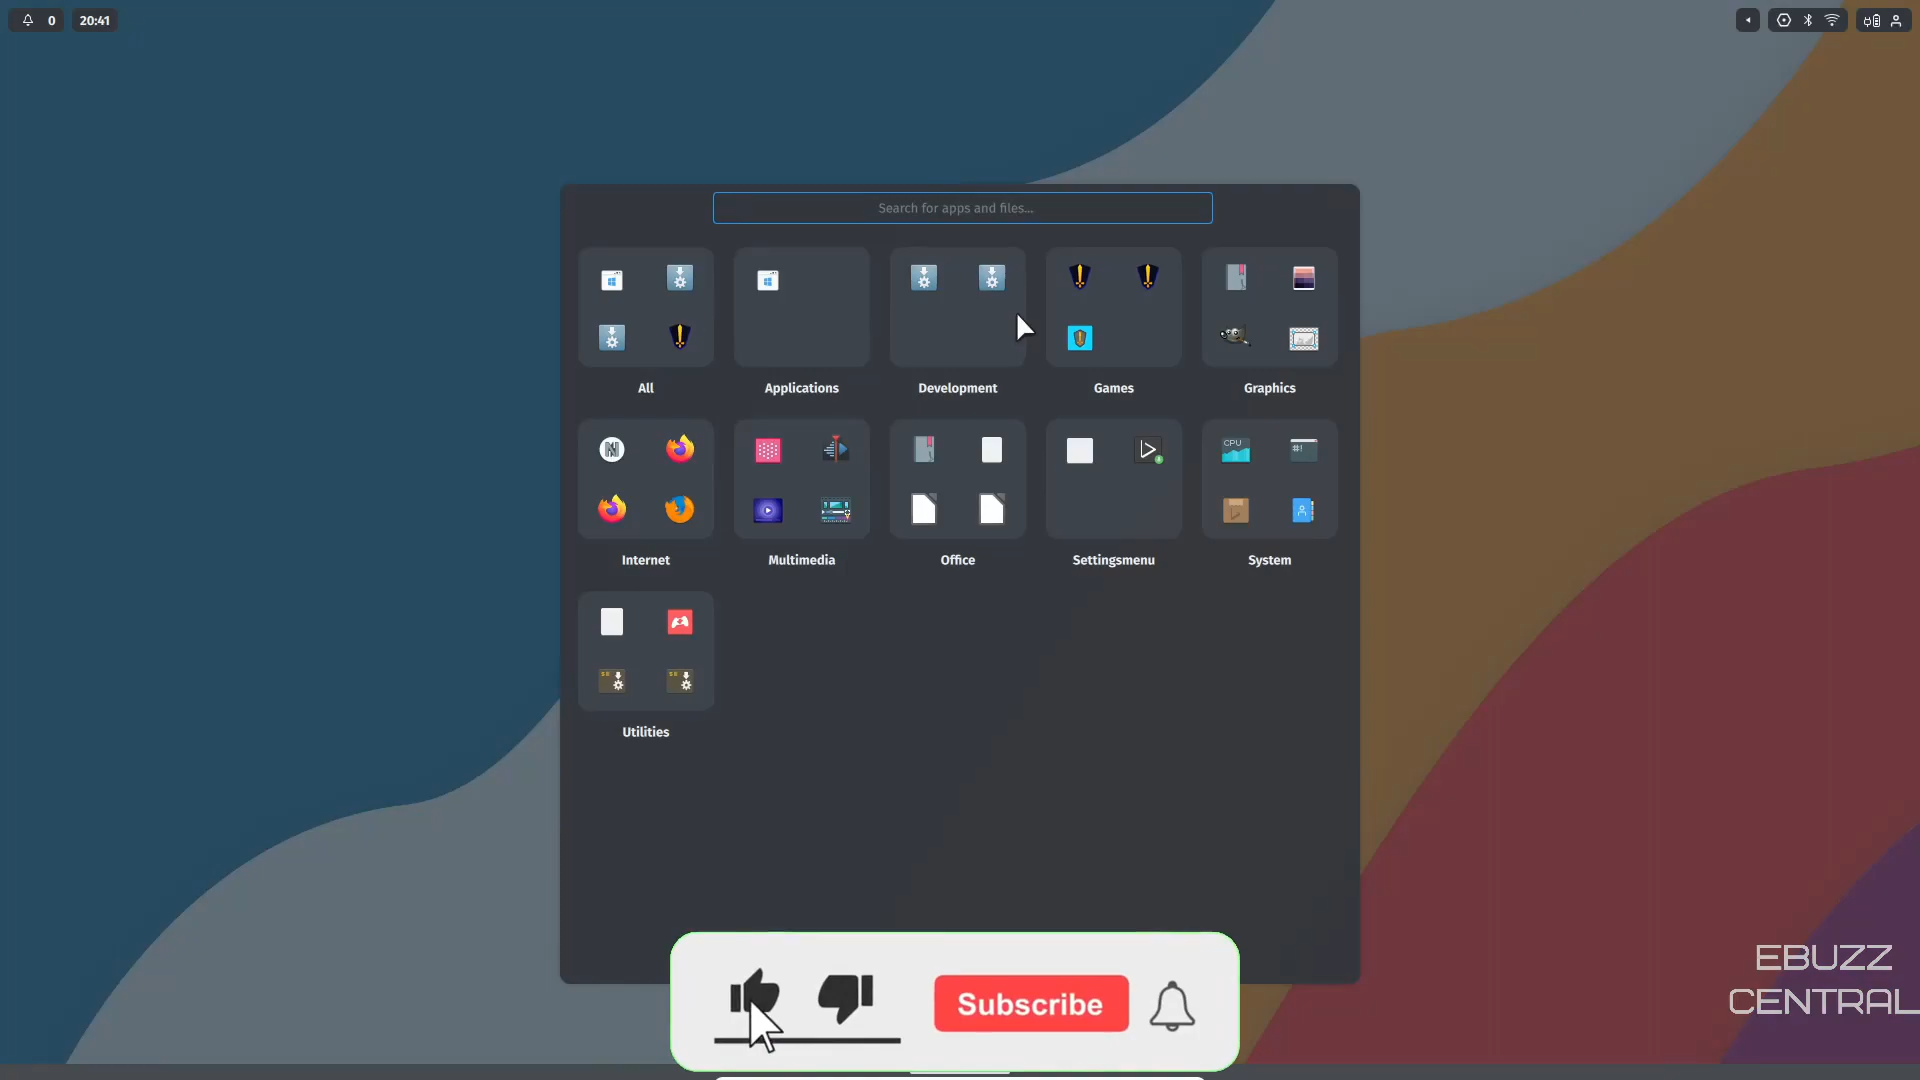 0
20:41
Search for apps and files...
All
Applications
Development
Games
Graphics
CPU
#!
Internet
Multimedia
Office
Settingsmenu
System
Utilities
Subscribe
EBUZZ
CENTRAL